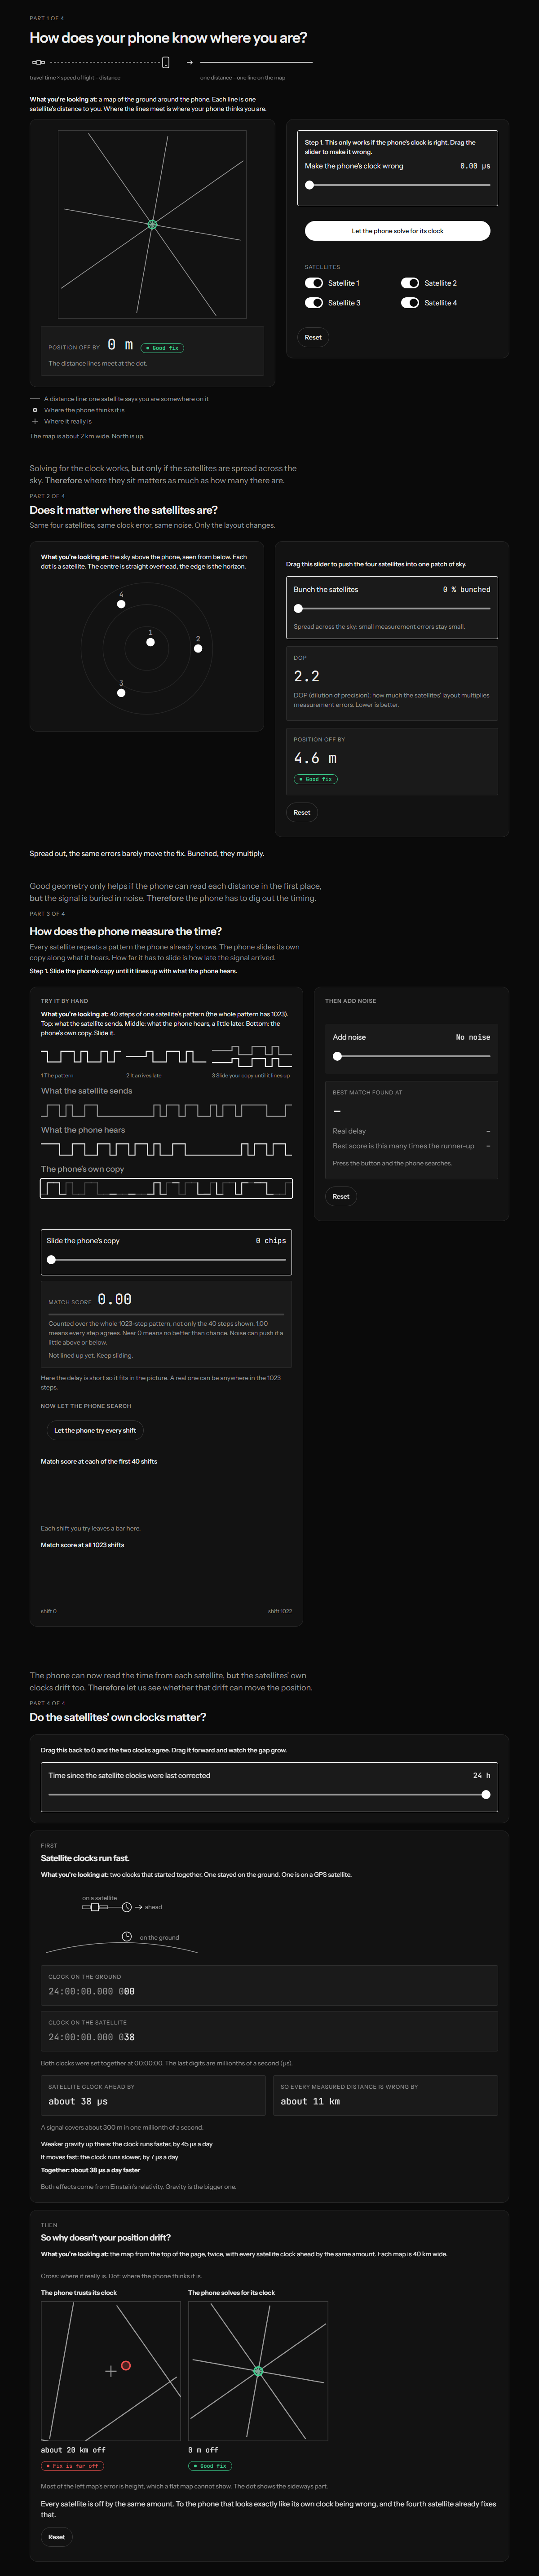 PART 1 OF 4
How does your phone know where you are?
travel time × speed of light = distance
one distance = one line on the map
What you're looking at: a map of the ground around the phone. Each line is one
satellite's distance to you. Where the lines meet is where your phone thinks you are.
POSITION OFF BY 0 m Good fix
The distance lines meet at the dot.
Step 1. This only works if the phone's clock is right. Drag the
slider to make it wrong.
Make the phone's clock wrong 0.00 µs
Let the phone solve for its clock
SATELLITES
Satellite 1 Satellite 2
Satellite 3 Satellite 4
Reset
A distance line: one satellite says you are somewhere on it
Where the phone thinks it is
Where it really is
The map is about 2 km wide. North is up.
Solving for the clock works, but only if the satellites are spread across the
sky. Therefore where they sit matters as much as how many there are.
PART 2 OF 4
Does it matter where the satellites are?
Same four satellites, same clock error, same noise. Only the layout changes.
What you're looking at: the sky above the phone, seen from below. Each
dot is a satellite. The centre is straight overhead, the edge is the horizon.
4
1
2
3
Drag this slider to push the four satellites into one patch of sky.
Bunch the satellites 0 % bunched
Spread across the sky: small measurement errors stay small.
DOP
2.2
DOP (dilution of precision): how much the satellites' layout multiplies
measurement errors. Lower is better.
POSITION OFF BY
4.6 m
Good fix
Reset
Spread out, the same errors barely move the fix. Bunched, they multiply.
Good geometry only helps if the phone can read each distance in the first place,
but the signal is buried in noise. Therefore the phone has to dig out the timing.
PART 3 OF 4
How does the phone measure the time?
Every satellite repeats a pattern the phone already knows. The phone slides its own
copy along what it hears. How far it has to slide is how late the signal arrived.
Step 1. Slide the phone's copy until it lines up with what the phone hears.
TRY IT BY HAND
What you're looking at: 40 steps of one satellite's pattern (the whole pattern has 1023).
Top: what the satellite sends. Middle: what the phone hears, a little later. Bottom: the
phone's own copy. Slide it.
1 The pattern
2 It arrives late
3 Slide your copy until it lines up
What the satellite sends
What the phone hears
The phone's own copy
Slide the phone's copy 0 chips
MATCH SCORE 0.00
Counted over the whole 1023-step pattern, not only the 40 steps shown. 1.00
means every step agrees. Near 0 means no better than chance. Noise can push it a
little above or below.
Not lined up yet. Keep sliding.
Here the delay is short so it fits in the picture. A real one can be anywhere in the 1023
steps.
NOW LET THE PHONE SEARCH
Let the phone try every shift
Match score at each of the first 40 shifts
Each shift you try leaves a bar here.
Match score at all 1023 shifts
shift 0 shift 1022
THEN ADD NOISE
Add noise No noise
BEST MATCH FOUND AT
–
Real delay –
Best score is this many times the runner-up –
Press the button and the phone searches.
Reset
The phone can now read the time from each satellite, but the satellites' own
clocks drift too. Therefore let us see whether that drift can move the position.
PART 4 OF 4
Do the satellites' own clocks matter?
Drag this back to 0 and the two clocks agree. Drag it forward and watch the gap grow.
Time since the satellite clocks were last corrected 24 h
FIRST
Satellite clocks run fast.
What you're looking at: two clocks that started together. One stayed on the ground. One is on a GPS satellite.
on a satellite
ahead
on the ground
CLOCK ON THE GROUND
24:00:00.000 000
CLOCK ON THE SATELLITE
24:00:00.000 038
Both clocks were set together at 00:00:00. The last digits are millionths of a second (µs).
SATELLITE CLOCK AHEAD BY
about 38 µs
SO EVERY MEASURED DISTANCE IS WRONG BY
about 11 km
A signal covers about 300 m in one millionth of a second.
Weaker gravity up there: the clock runs faster, by 45 µs a day
It moves fast: the clock runs slower, by 7 µs a day
Together: about 38 µs a day faster
Both effects come from Einstein's relativity. Gravity is the bigger one.
THEN
So why doesn't your position drift?
What you're looking at: the map from the top of the page, twice, with every satellite clock ahead by the same amount. Each map is 40 km wide.
Cross: where it really is. Dot: where the phone thinks it is.
The phone trusts its clock
The phone solves for its clock
about 20 km off
0 m off
Fix is far off
Good fix
Most of the left map's error is height, which a flat map cannot show. The dot shows the sideways part.
Every satellite is off by the same amount. To the phone that looks exactly like its own clock being wrong, and the fourth satellite already fixes
that.
Reset